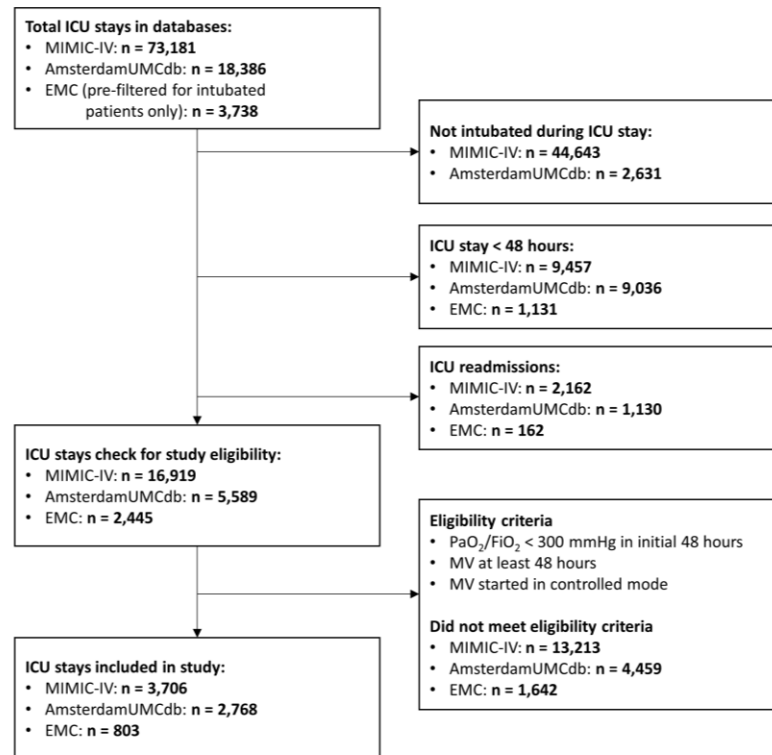 Total ICU stays in databases:
• MIMIC-IV: n = 73,181
• AmsterdamUMCdb: n = 18,386
• EMC (pre-filtered for intubated
patients only): n = 3,738
Not intubated during ICU stay:
• MIMIC-IV: n = 44,643
• AmsterdamUMCdb: n = 2,631
ICU stay < 48 hours:
• MIMIC-IV: n = 9,457
• AmsterdamUMCdb: n = 9,036
• EMC: n = 1,131
ICU readmissions:
• MIMIC-IV: n = 2,162
• AmsterdamUMCdb: n = 1,130
• EMC: n = 162
ICU stays check for study eligibility:
• MIMIC-IV: n = 16,919
• AmsterdamUMCdb: n = 5,589
• EMC: n = 2,445
Eligibility criteria
• PaO₂/FiO₂ < 300 mmHg in initial 48 hours
• MV at least 48 hours
• MV started in controlled mode
Did not meet eligibility criteria
• MIMIC-IV: n = 13,213
• AmsterdamUMCdb: n = 4,459
• EMC: n = 1,642
ICU stays included in study:
• MIMIC-IV: n = 3,706
• AmsterdamUMCdb: n = 2,768
• EMC: n = 803